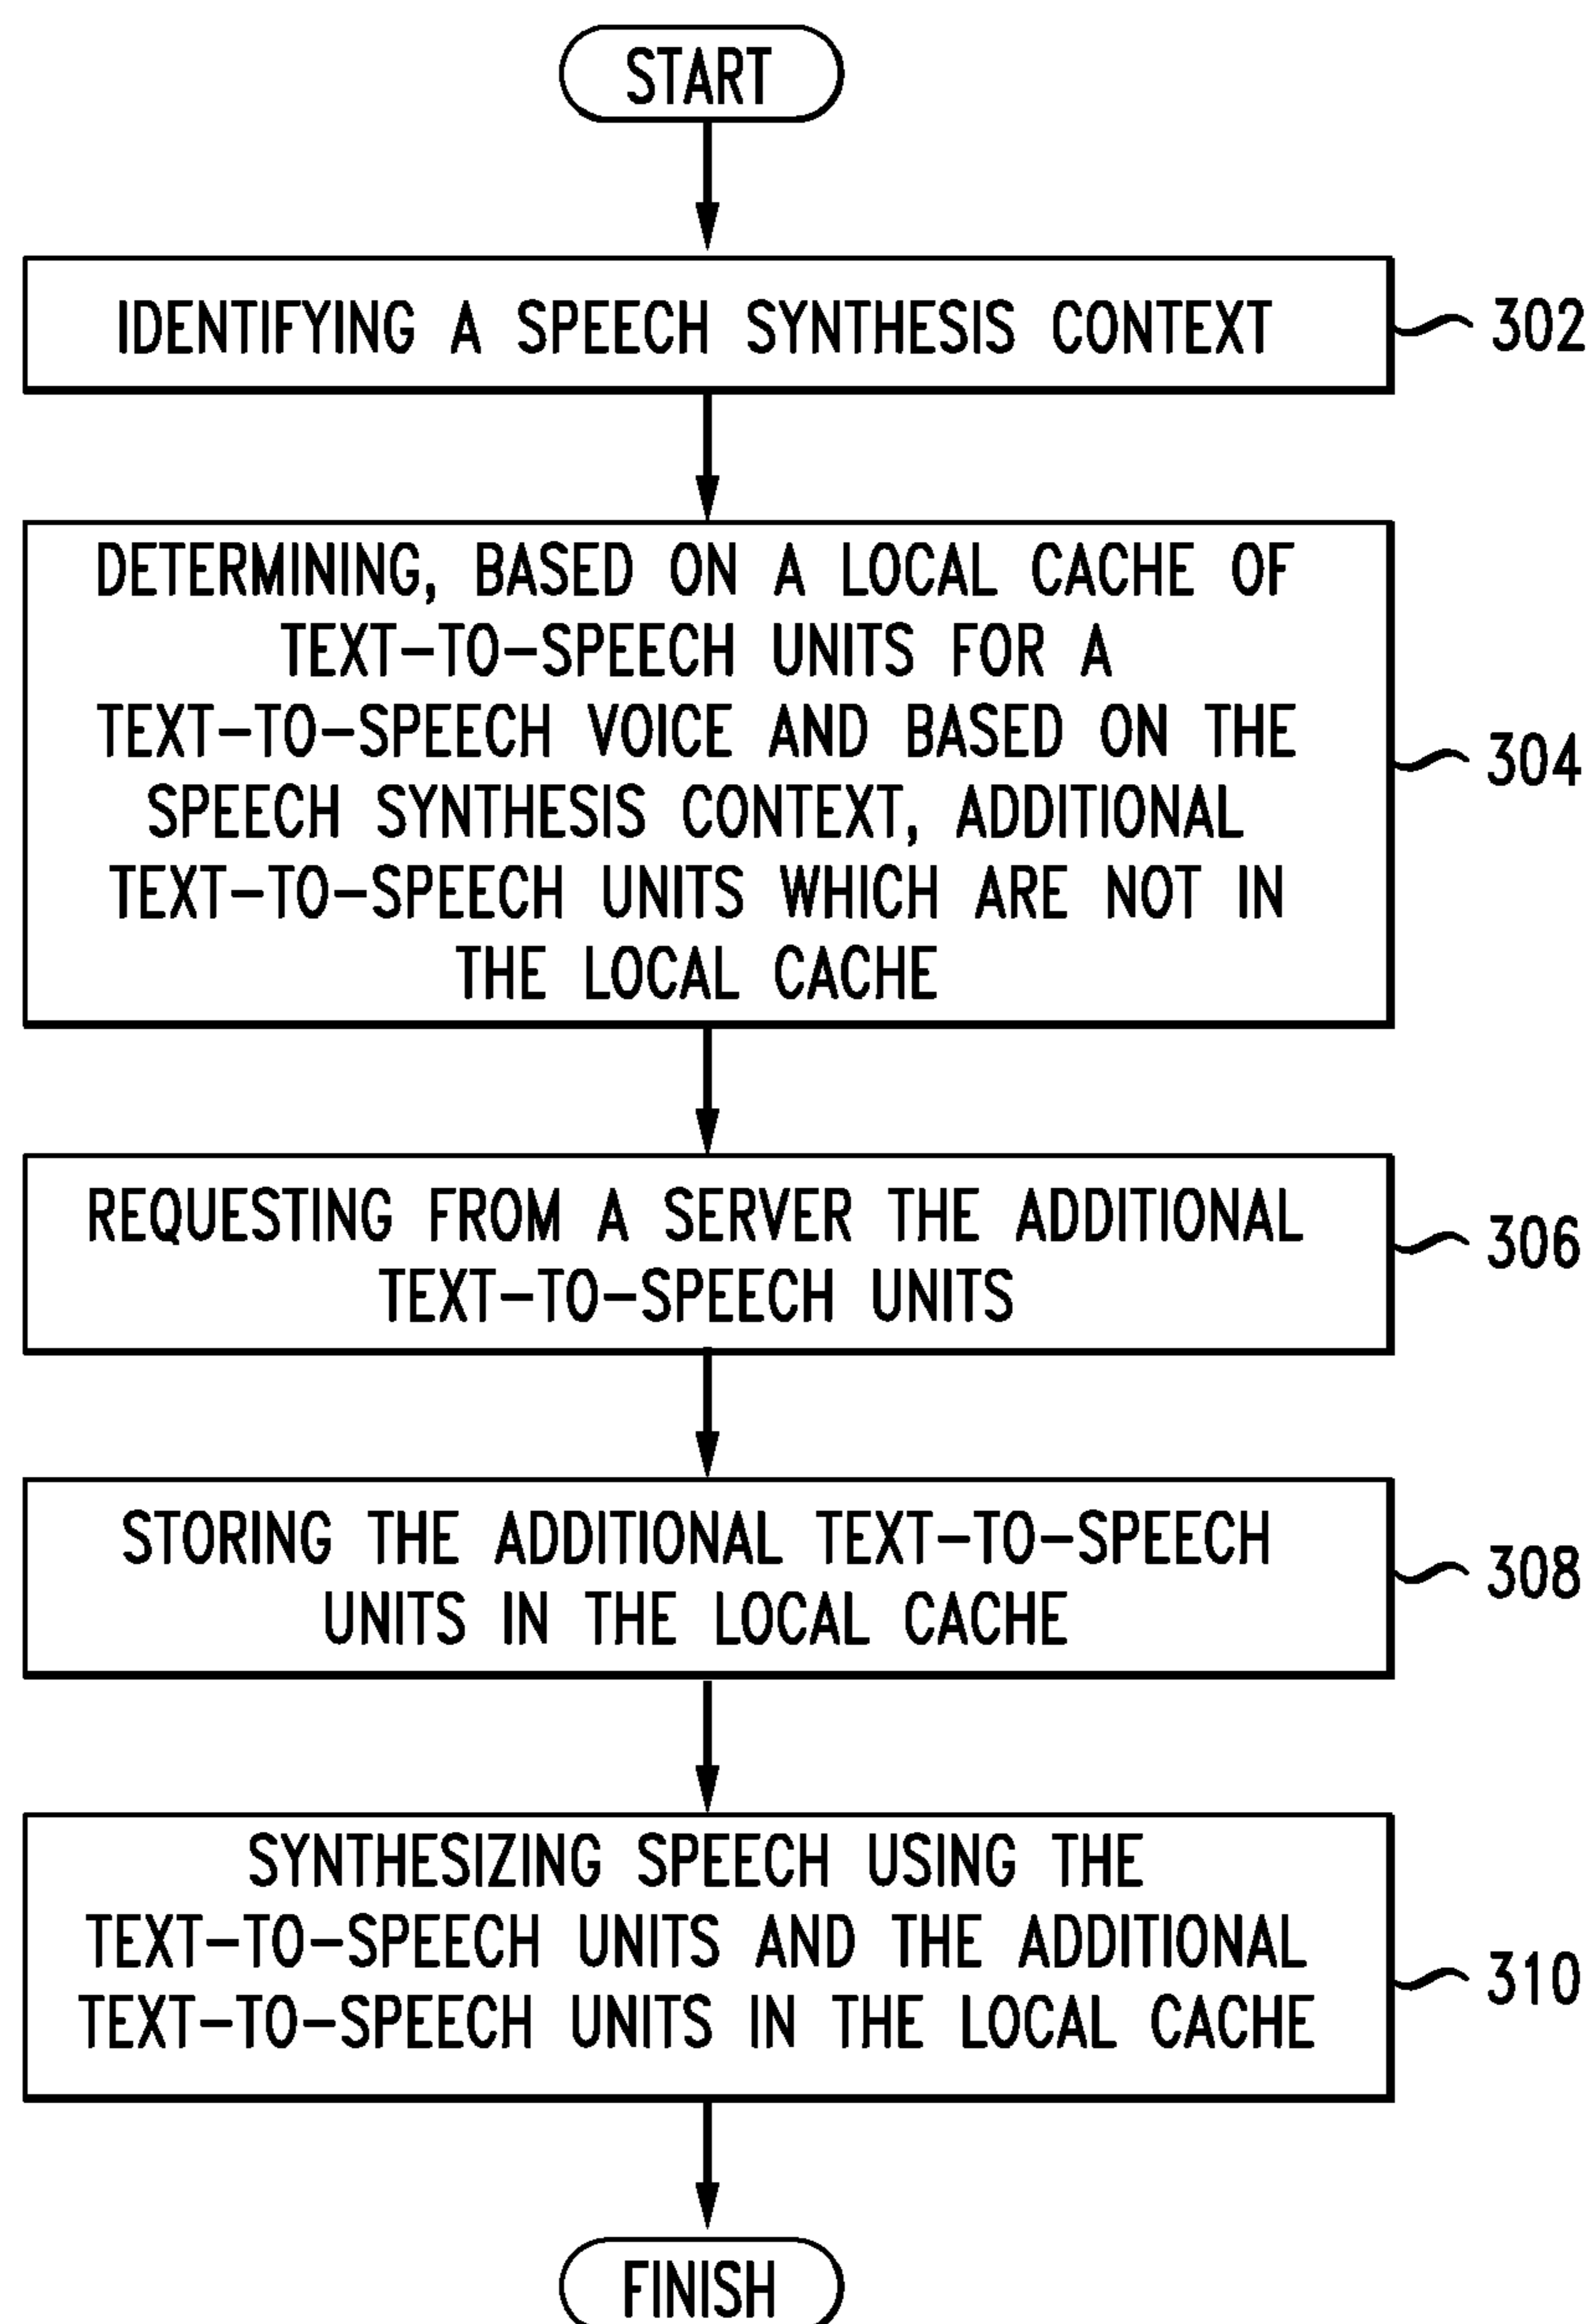 START
IDENTIFYING A SPEECH SYNTHESIS CONTEXT
302
DETERMINING, BASED ON A LOCAL CACHE OF
TEXT-TO-SPEECH UNITS FOR A
TEXT-TO-SPEECH VOICE AND BASED ON THE
SPEECH SYNTHESIS CONTEXT, ADDITIONAL
TEXT-TO-SPEECH UNITS WHICH ARE NOT IN
THE LOCAL CACHE
304
REQUESTING FROM A SERVER THE ADDITIONAL
TEXT-TO-SPEECH UNITS
306
STORING THE ADDITIONAL TEXT-TO-SPEECH
UNITS IN THE LOCAL CACHE
308
SYNTHESIZING SPEECH USING THE
TEXT-TO-SPEECH UNITS AND THE ADDITIONAL
TEXT-TO-SPEECH UNITS IN THE LOCAL CACHE
310
FINISH